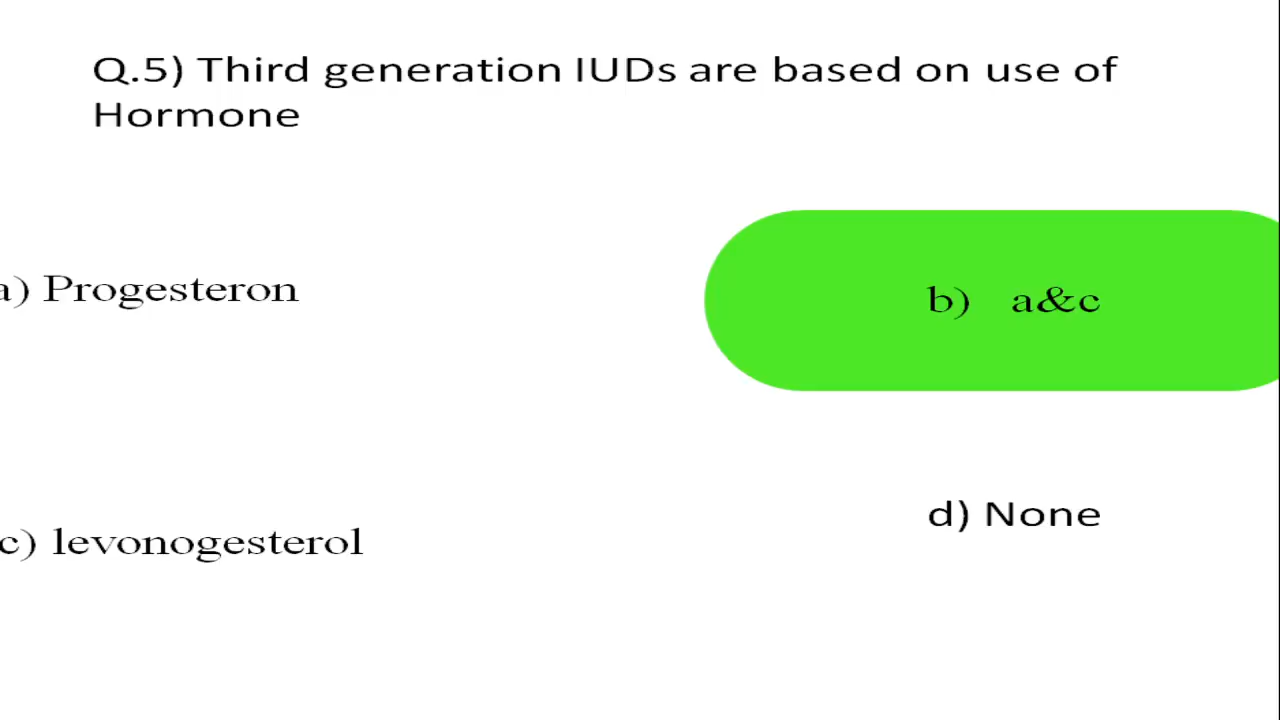 Q.5) Third generation IUDs are based on use of
Hormone
a) Progesteron
b) a&c
c) levonogesterol
d) None